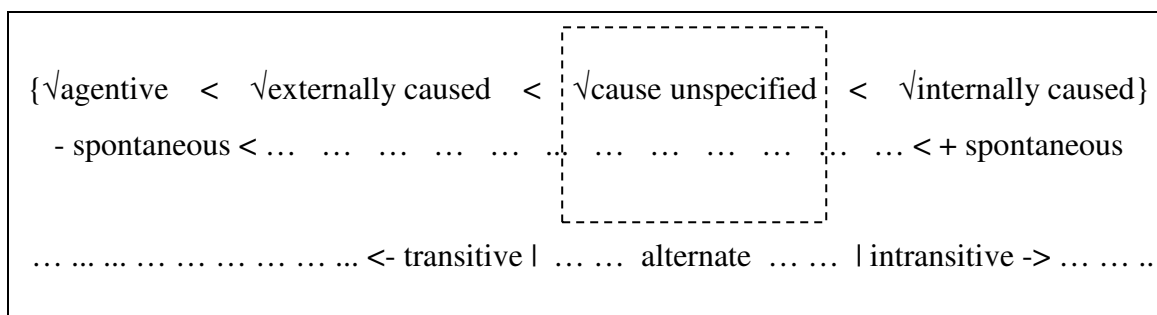 {√agentive < √externally caused < √cause unspecified < √internally caused}
- spontaneous < … … … … … ... … … … … … … < + spontaneous
… ... ... … … … … … ... <- transitive | … … alternate … … | intransitive -> … … ..